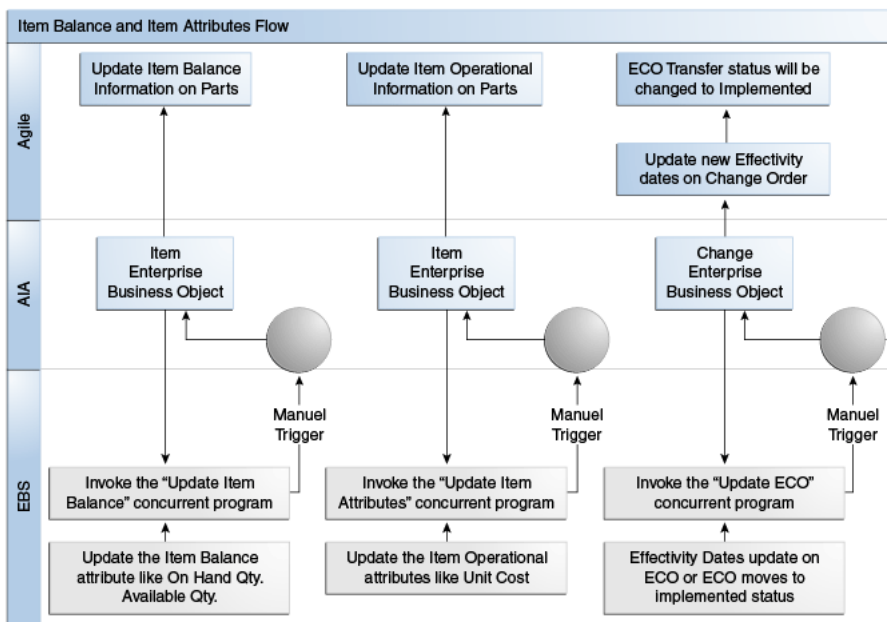 Item Balance and Item Attributes Flow
Agile
Update Item Balance
Information on Parts
Update Item Operational
Information on Parts
ECO Transfer status will be
changed to Implemented
Update new Effectivity
dates on Change Order
AIA
Item
Enterprise
Business Object
Item
Enterprise
Business Object
Change
Enterprise
Business Object
EBS
Manuel
Trigger
Manuel
Trigger
Manuel
Trigger
Invoke the “Update Item
Balance” concurrent program
Invoke the “Update Item
Attributes” concurrent program
Invoke the “Update ECO”
concurrent program
Update the Item Balance
attribute like On Hand Qty.
Available Qty.
Update the Item Operational
attributes like Unit Cost
Effectivity Dates update on
ECO or ECO moves to
implemented status